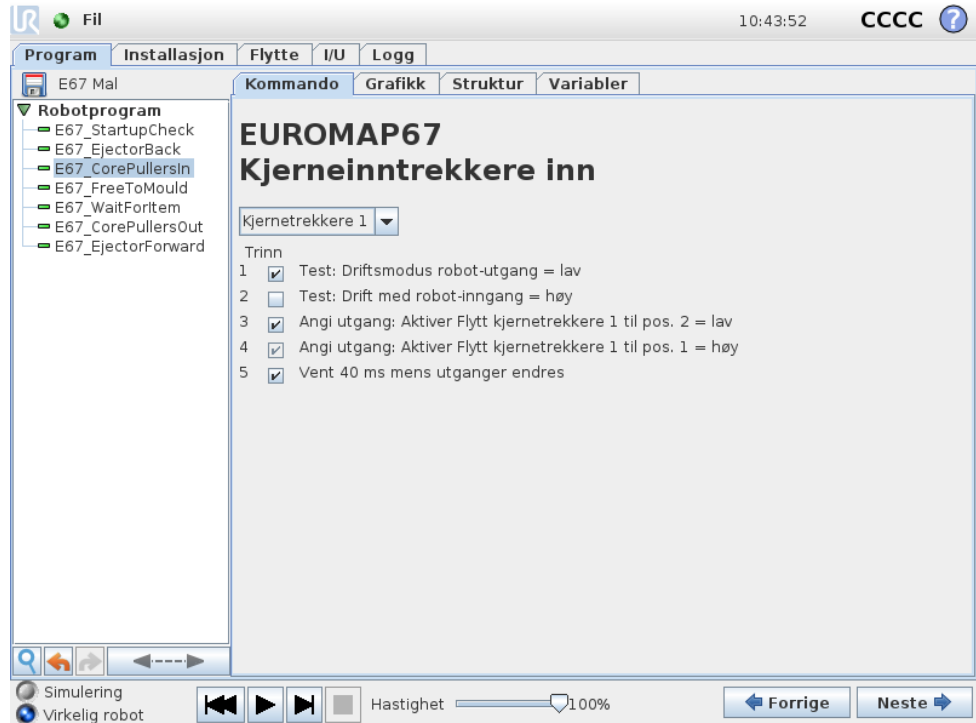 UR Fil 10:43:52 CCCC ?
Program Installasjon Flytte I/U Logg
E67 Mal Kommando Grafikk Struktur Variabler
Robotprogram
E67_StartupCheck
E67_EjectorBack
E67_CorePullersIn
E67_FreeToMould
E67_WaitForItem
E67_CorePullersOut
E67_EjectorForward
EUROMAP67
Kjerneinntrekkere inn
Kjernetrekkere 1
Trinn
1 Test: Driftsmodus robot-utgang = lav
2 Test: Drift med robot-inngang = høy
3 Angi utgang: Aktiver Flytt kjernetrekkere 1 til pos. 2 = lav
4 Angi utgang: Aktiver Flytt kjernetrekkere 1 til pos. 1 = høy
5 Vent 40 ms mens utganger endres
Simulering
Virkelig robot
Hastighet 100%
Forrige Neste